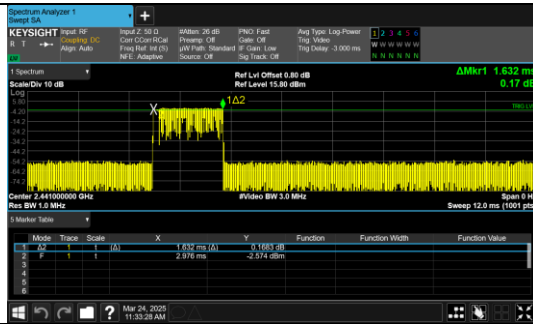 Spectrum Analyzer 1
Swept SA
+
KEYSIGHT Input: RF Input Z: 50 Ω #Atten: 26 dB PNO: Fast Avg Type: Log-Power 1 2 3 4 5 6
R T Coupling: DC Corr CCorr RCal Preamp: Off Gate: Off Trig: Video W W W W W W
Align: Auto Freq Ref: Int (S) µW Path: Standard IF Gain: Low Trig Delay: -3.000 ms
NFE: Adaptive Source: Off Sig Track: Off N N N N N N
1 Spectrum
Ref Lvl Offset 0.80 dB ΔMkr1 1.632 ms
Scale/Div 10 dB Ref Level 15.80 dBm 0.17 dB
Log
5.80
-4.20
-14.2
-24.2
-34.2
-44.2
-54.2
-64.2
-74.2
X
1Δ2
TRIG LVL
Center 2.441000000 GHz #Video BW 3.0 MHz Span 0 Hz
Res BW 1.0 MHz Sweep 12.0 ms (1001 pts)
5 Marker Table
Mode Trace Scale X Y Function Function Width Function Value
1 Δ2 1 t (Δ) 1.632 ms (Δ) 0.1683 dB
2 F 1 t 2.976 ms -2.574 dBm
3
4
5
6
? Mar 24, 2025
11:33:28 AM